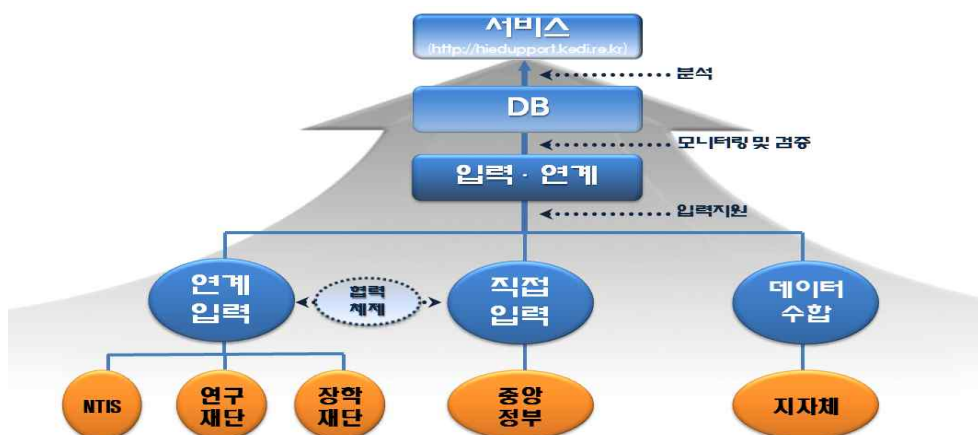 서비스
(http://hiedupport.kedi.re.kr)
분석
DB
모니터링 및 검증
입력 · 연계
입력지원
연계
입력
협력
체제
직접
입력
데이터
수합
NTIS
연구
재단
장학
재단
중앙
정부
지자체